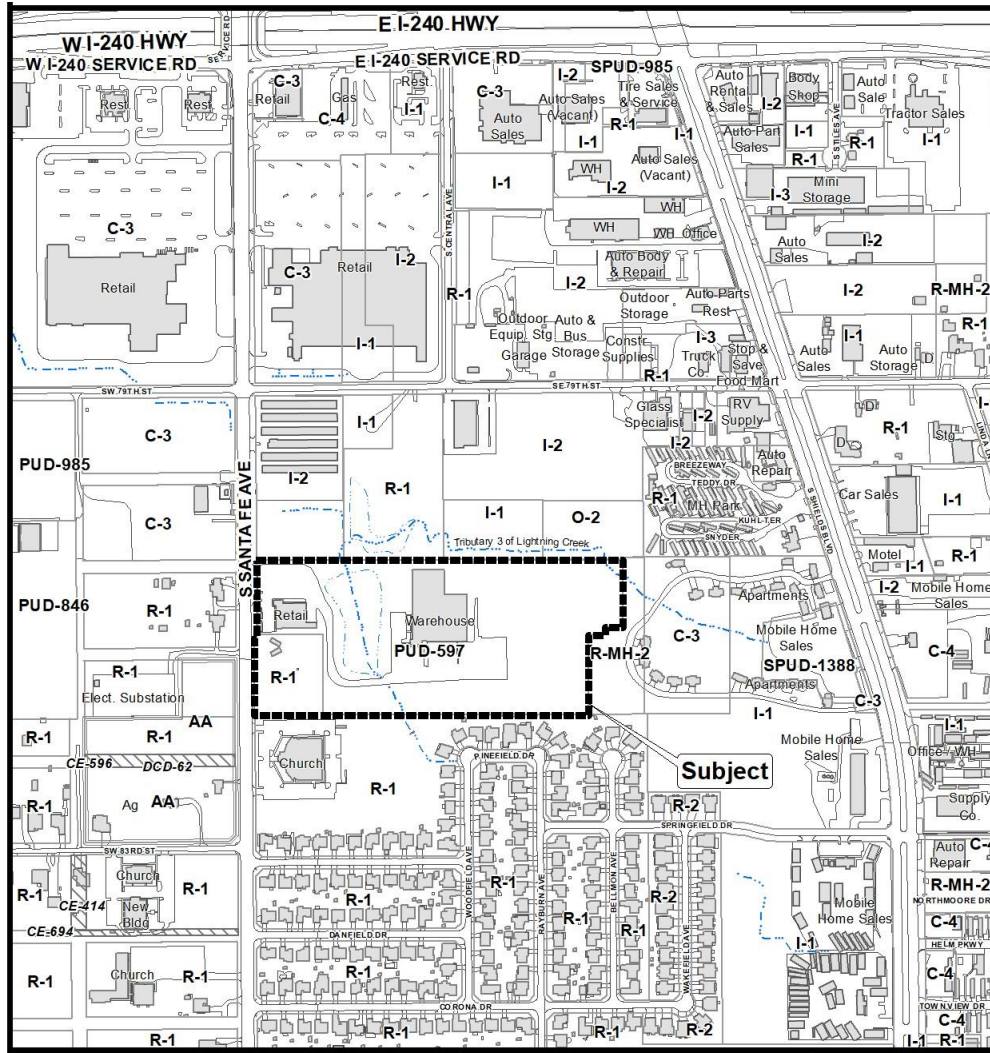 E I-240 HWY
W I-240 HWY
SERVICE RD
W I-240 SERVICE RD
E I-240 SERVICE RD
Rest
Rest
C-3
Retail
Gas
C-4
Rest
I-1
C-3
Auto
Sales
I-2
Auto Sales
(Vacant)
I-1
SPUD-985
Tire Sales
& Service
R-1
I-1
Auto
Rental
& Sales
I-2
Body
Shop
Auto
Sale
Tractor Sales
I-1
Auto Part
Sales
I-1
R-1
S STILES AVE
R-1
I-1
WH
I-2
Auto Sales
(Vacant)
I-3
Mini
Storage
WH
WH
WH
Office
C-3
Retail
C-3
Retail
I-2
I-1
S CENTRAL AVE
R-1
Auto Body
& Repair
I-2
Auto
Sales
I-2
I-2
R-MH-2
R-1
Outdoor
Equip. Stg
Garage
Auto &
Bus
Storage
Outdoor
Storage
Constr
Supplies
Auto Parts
Rest
I-3
Truck
Co.
Stop &
Save
Food Mart
R-1
Auto
Sales
I-1
Auto
Storage
D
SW 79TH ST
SE 79TH ST
C-3
PUD-985
C-3
S SANTA FE AVE
I-2
I-1
R-1
I-2
I-1
O-2
Glass
Specialist
I-2
I-2
RV
Supply
Auto
Repair
BREEZEWAY
TEDDY DR
R-1
MH Park
KUHL TER
SNYDER
S SHIELDS BLVD
D
D
R-1
Stg
I-
LINDA LN
Car Sales
I-1
Motel
I-1
R-1
I-2
Mobile Home
Sales
Tributary 3 of Lightning Creek
PUD-846
R-1
Retail
Warehouse
PUD-597
R-1
R-MH-2
C-3
Apartments
Mobile Home
Sales
SPUD-1388
Apartments
I-1
C-3
C-4
R-1
Elect. Substation
AA
R-1
R-1
CE-596
DCD-62
Ag
AA
R-1
Church
R-1
PINEFIELD DR
Subject
Mobile Home
Sales
I-1
Office / WH
Supply
Co.
R-2
SPRINGFIELD DR
SW 83RD ST
R-1
Church
R-1
CE-414
New
Bldg
CE-694
R-1
WOODFIELD AVE
R-1
RAYBURN AVE
R-1
BELLMON AVE
R-1
R-2
WAKEFIELD AVE
Auto
Repair
C-4
R-MH-2
NORTHMOORE DR
Mobile
Home Sales
I-1
C-4
HELM PKWY
DANFIELD DR
R-1
Church
R-1
R-1
C-4
CORONA DR
TOWNVIEW DR
R-1
R-1
R-1
R-2
C-4
I-1
R-1